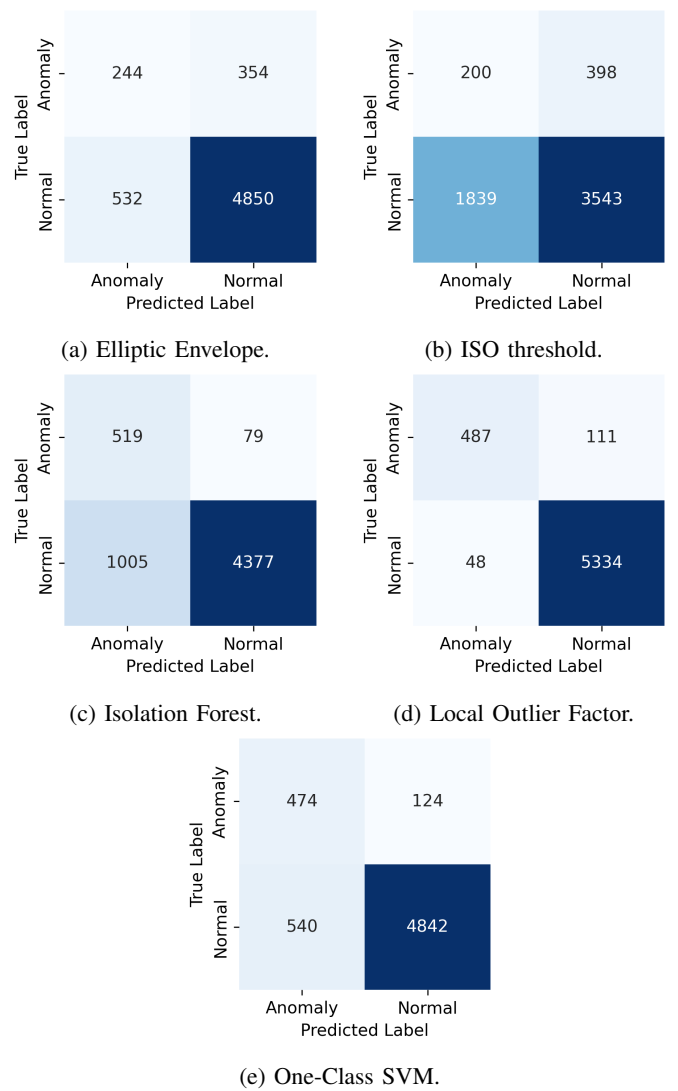 True Label
Anomaly
Normal
244 354
532 4850
Anomaly Normal
Predicted Label
(a) Elliptic Envelope.
True Label
Anomaly
Normal
200 398
1839 3543
Anomaly Normal
Predicted Label
(b) ISO threshold.
True Label
Anomaly
Normal
519 79
1005 4377
Anomaly Normal
Predicted Label
(c) Isolation Forest.
True Label
Anomaly
Normal
487 111
48 5334
Anomaly Normal
Predicted Label
(d) Local Outlier Factor.
True Label
Anomaly
Normal
474 124
540 4842
Anomaly Normal
Predicted Label
(e) One-Class SVM.